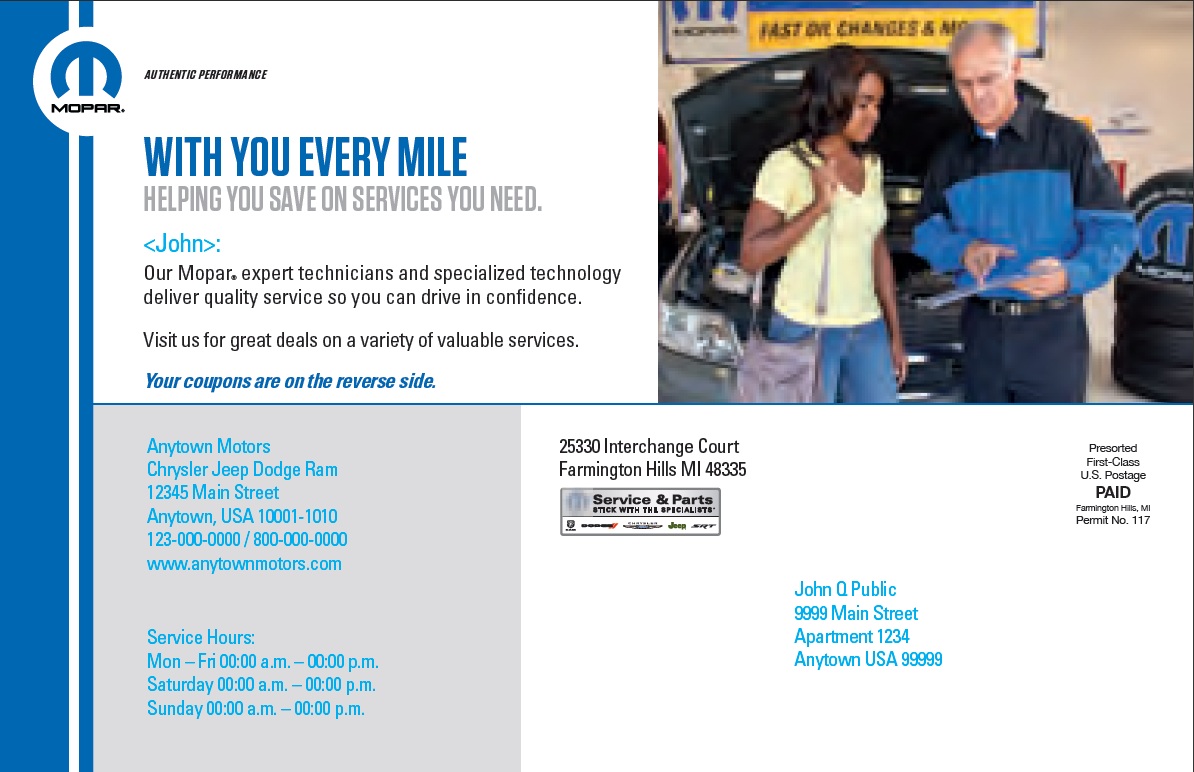 MOPAR.
AUTHENTIC PERFORMANCE
WITH YOU EVERY MILE
HELPING YOU SAVE ON SERVICES YOU NEED.
<John>:
Our Mopar® expert technicians and specialized technology
deliver quality service so you can drive in confidence.
Visit us for great deals on a variety of valuable services.
Your coupons are on the reverse side.
MOPAR.
FAST OIL CHANGES & MO
MOPAR
Anytown Motors
Chrysler Jeep Dodge Ram
12345 Main Street
Anytown, USA 10001-1010
123-000-0000 / 800-000-0000
www.anytownmotors.com
Service Hours:
Mon – Fri 00:00 a.m. – 00:00 p.m.
Saturday 00:00 a.m. – 00:00 p.m.
Sunday 00:00 a.m. – 00:00 p.m.
25330 Interchange Court
Farmington Hills MI 48335
Service & Parts
STICK WITH THE SPECIALISTS®
RAM DODGE CHRYSLER Jeep SRT
Presorted
First-Class
U.S. Postage
PAID
Farmington Hills, MI
Permit No. 117
John Q Public
9999 Main Street
Apartment 1234
Anytown USA 99999